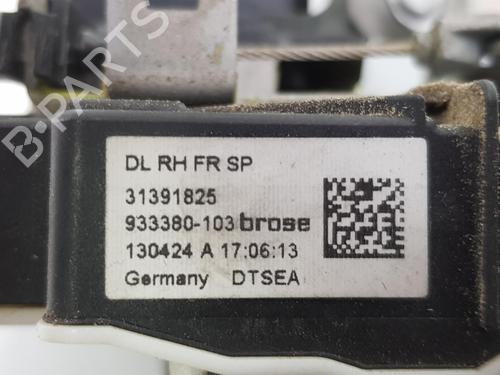 DL RH FR SP
31391825
933380-103 brose
130424 A 17:06:13
Germany DTSEA
B-PARTS